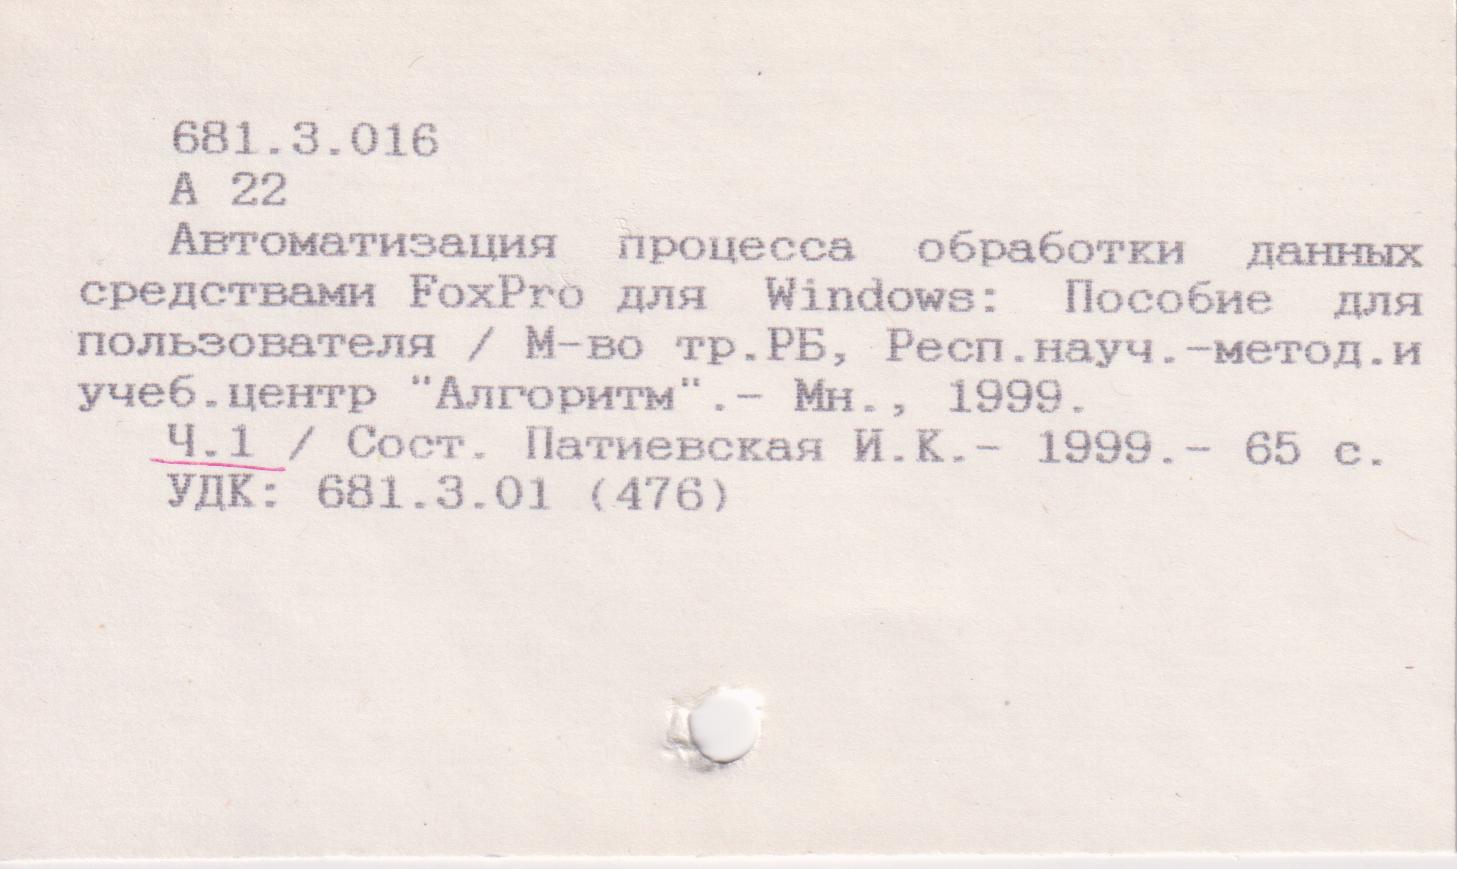 681.3.016
А 22
Автоматизация процесса обработки данных
средствами FoxPro для Windows: Пособие для
пользователя / М-во тр.РБ, Респ.науч.-метод.и
учеб.центр "Алгоритм".- Мн., 1999.
Ч.1 / Сост. Патиевская И.К.- 1999.- 65 с.
УДК: 681.3.01 (476)